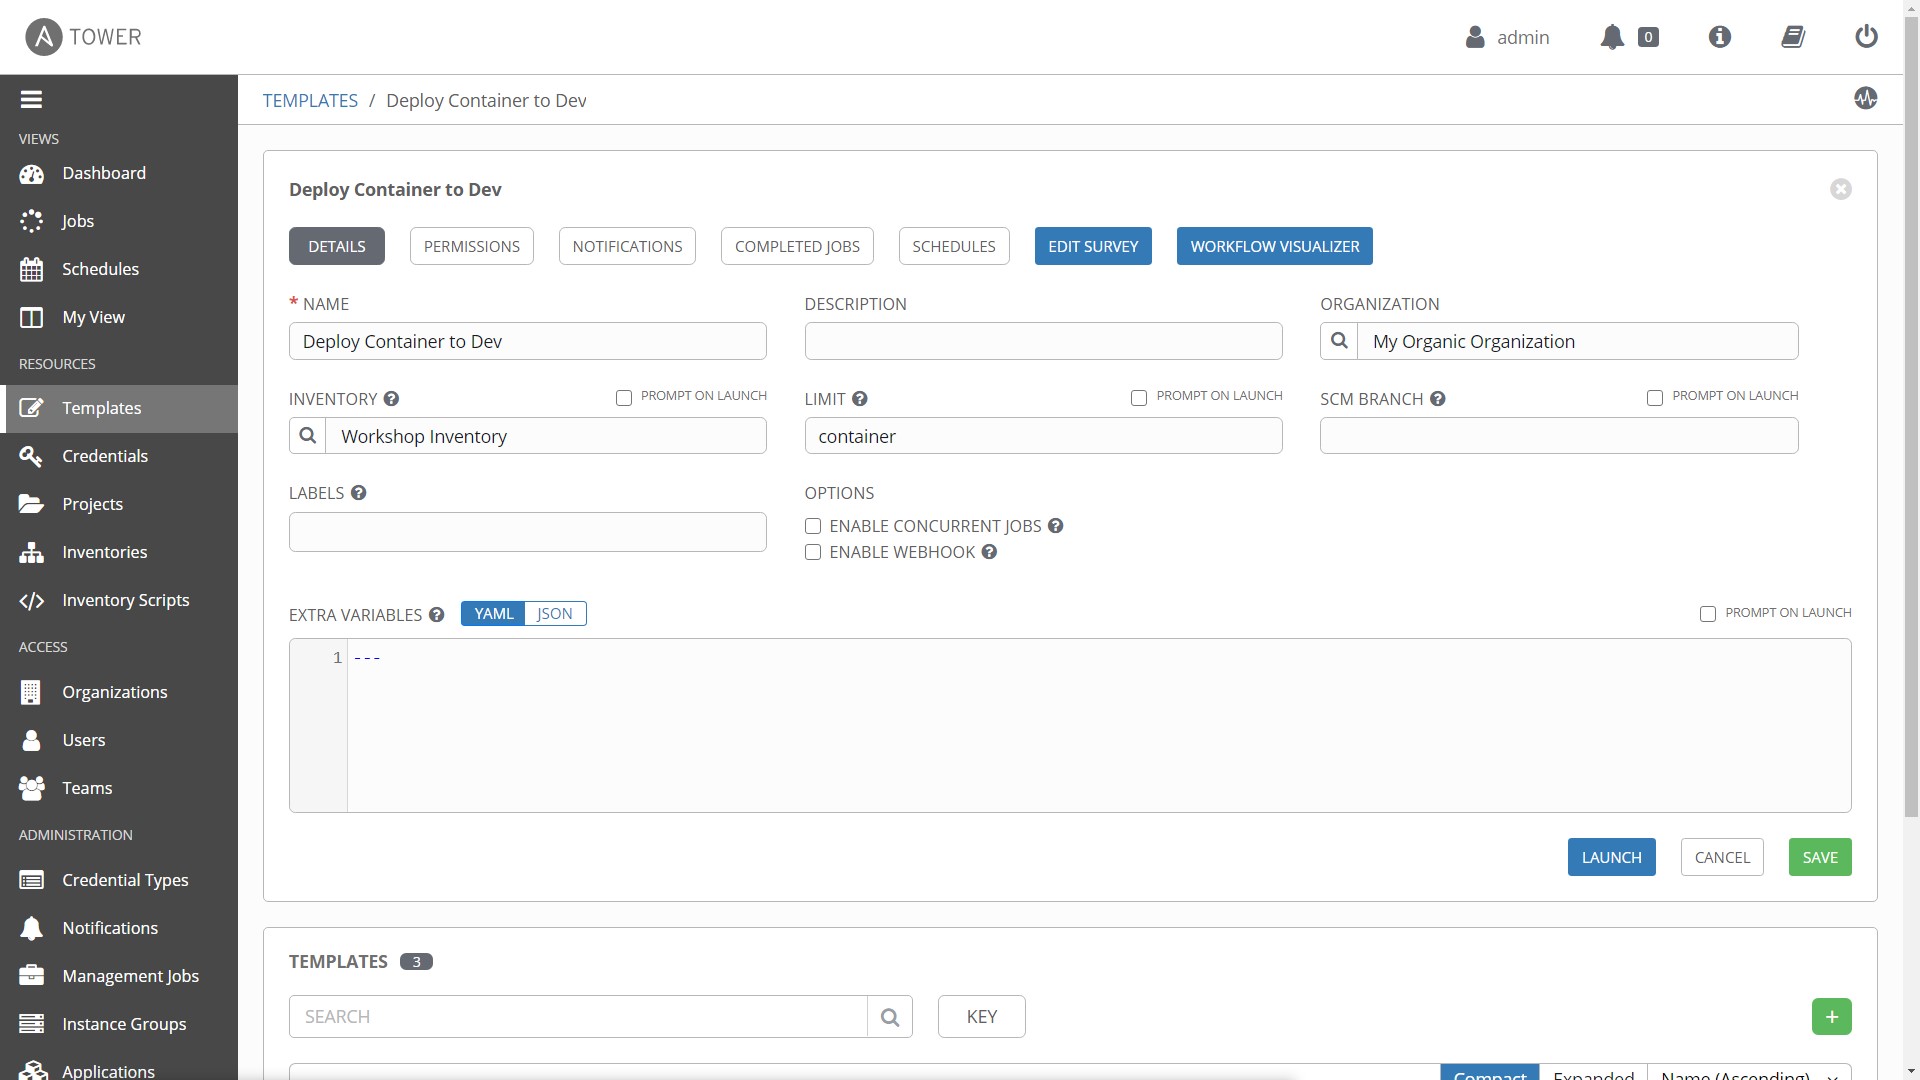 TOWER
admin
0
VIEWS
Dashboard
Jobs
Schedules
My View
RESOURCES
Templates
Credentials
Projects
Inventories
Inventory Scripts
ACCESS
Organizations
Users
Teams
ADMINISTRATION
Credential Types
Notifications
Management Jobs
Instance Groups
Applications
TEMPLATES / Deploy Container to Dev
Deploy Container to Dev
DETAILS PERMISSIONS NOTIFICATIONS COMPLETED JOBS SCHEDULES EDIT SURVEY WORKFLOW VISUALIZER
* NAME DESCRIPTION ORGANIZATION
Deploy Container to Dev My Organic Organization
INVENTORY ? PROMPT ON LAUNCH LIMIT ? PROMPT ON LAUNCH SCM BRANCH ? PROMPT ON LAUNCH
Workshop Inventory container
LABELS ? OPTIONS
ENABLE CONCURRENT JOBS ?
ENABLE WEBHOOK ?
EXTRA VARIABLES ? YAML JSON PROMPT ON LAUNCH
1 ---
LAUNCH CANCEL SAVE
TEMPLATES 3
SEARCH KEY +
Compact Expanded Name (Ascending)